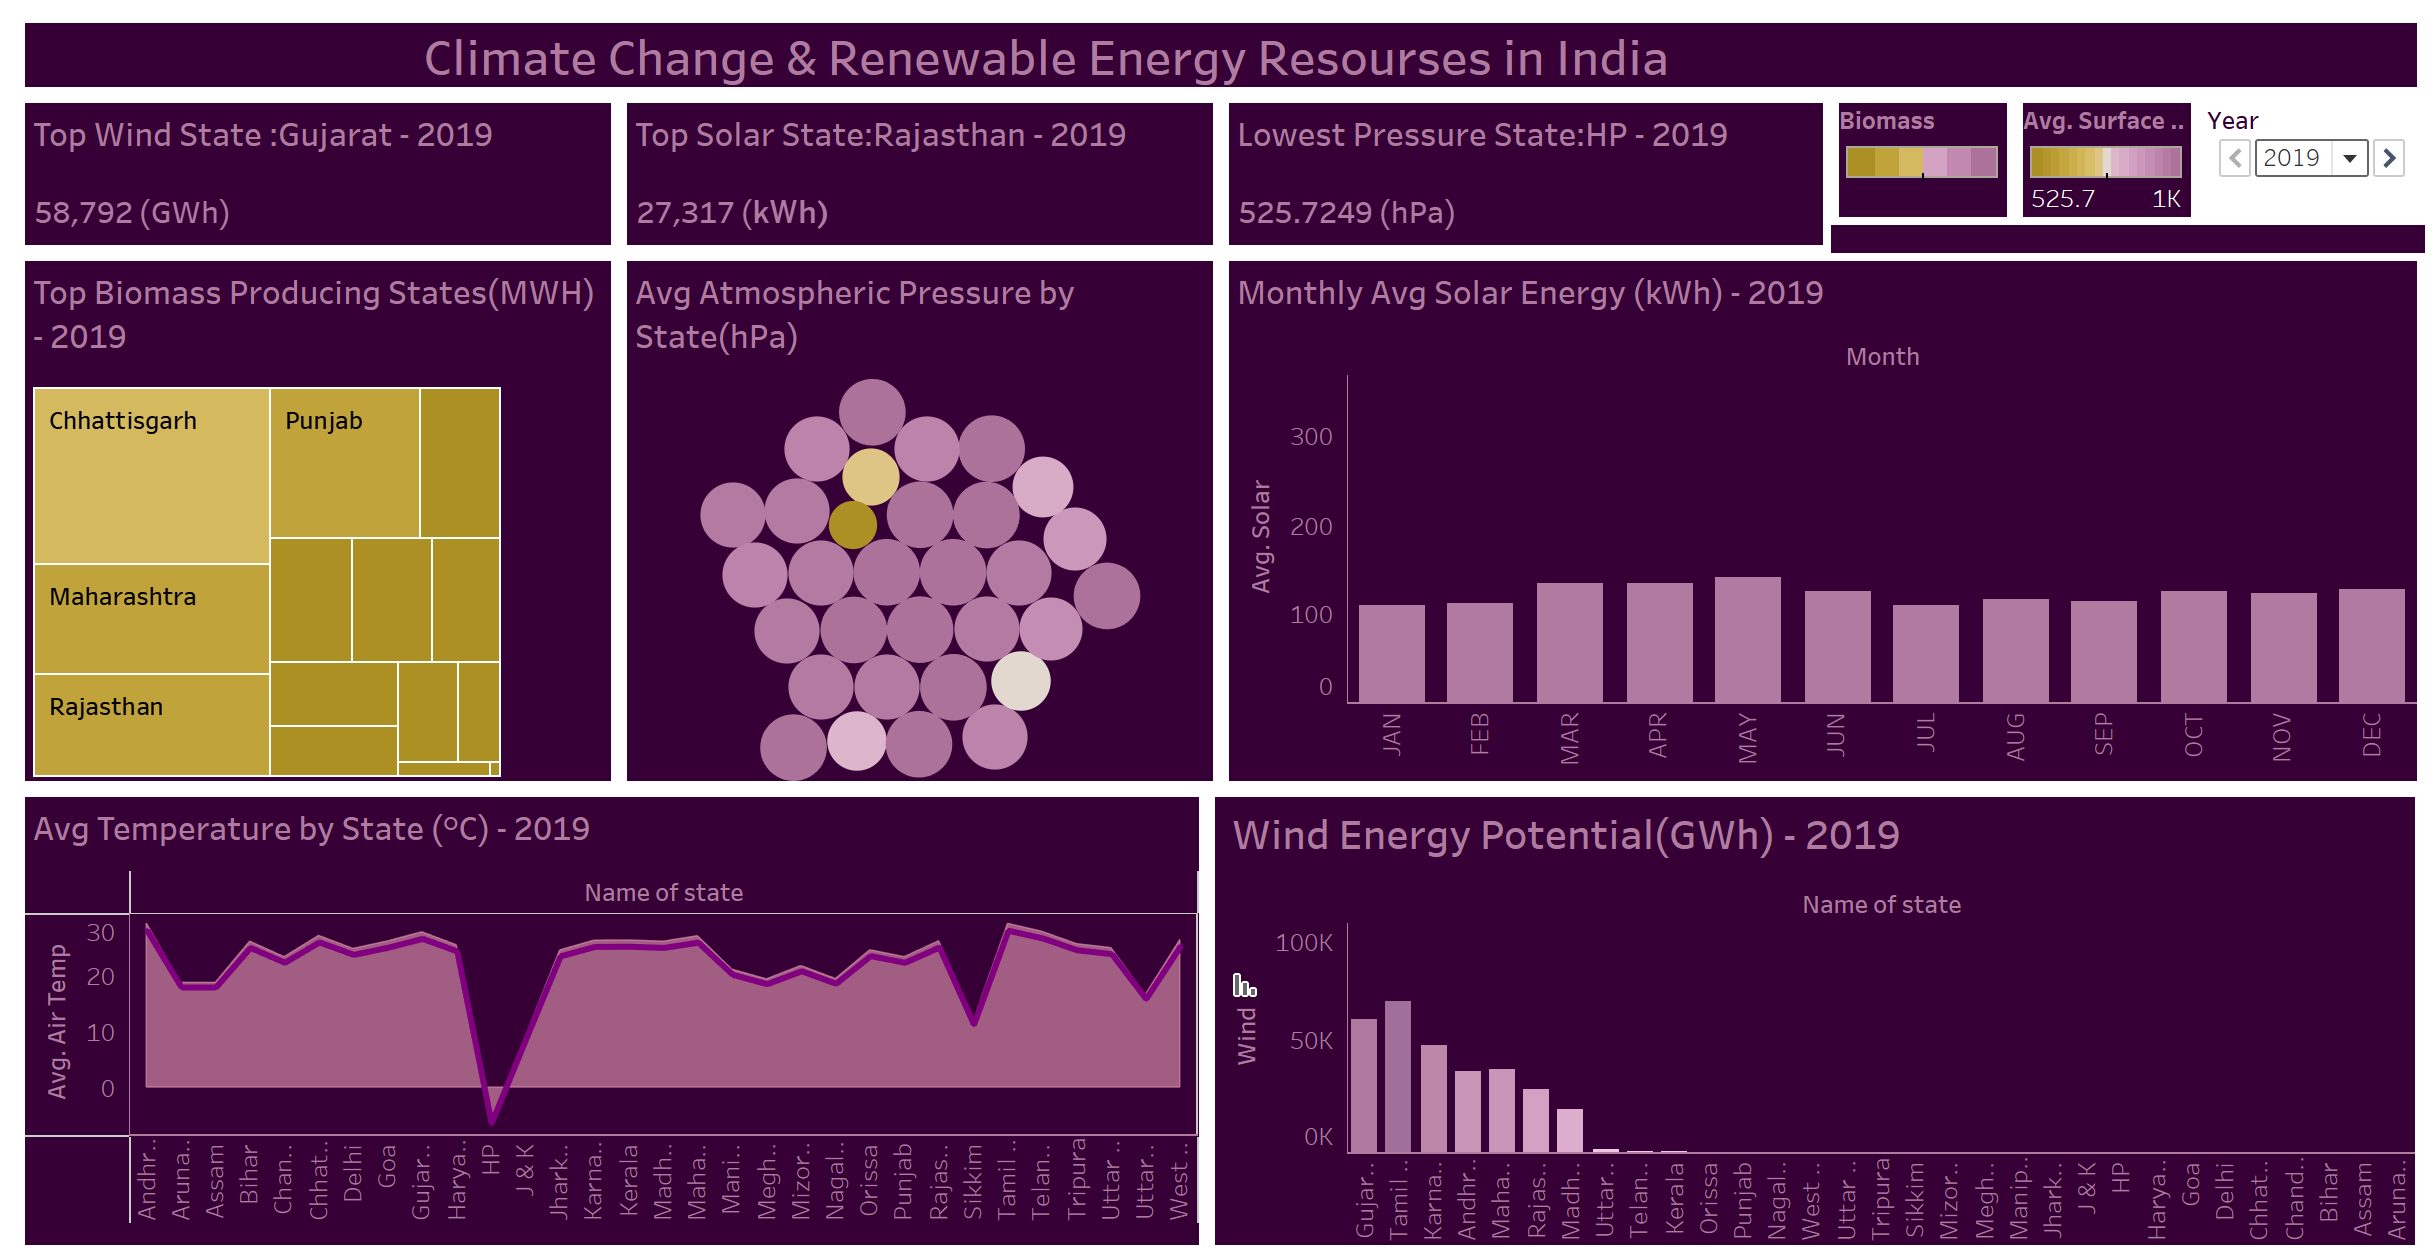 Climate Change & Renewable Energy Resourses in India
Top Wind State :Gujarat - 2019
58,792 (GWh)
Top Solar State:Rajasthan - 2019
27,317 (kWh)
Lowest Pressure State:HP - 2019
525.7249 (hPa)
Biomass
Avg. Surface ..
525.7 1K
Year
2019
Top Biomass Producing States(MWH)
- 2019
Chhattisgarh
Punjab
Maharashtra
Rajasthan
Avg Atmospheric Pressure by
State(hPa)
Monthly Avg Solar Energy (kWh) - 2019
Month
Avg. Solar
300
200
100
0
JAN FEB MAR APR MAY JUN JUL AUG SEP OCT NOV DEC
Avg Temperature by State (°C) - 2019
Name of state
Avg. Air Temp
30
20
10
0
Andhr.. Aruna.. Assam Bihar Chan.. Chhat.. Delhi Goa Gujar.. Harya.. HP J & K Jhark.. Karna.. Kerala Madh.. Maha.. Mani.. Megh.. Mizor.. Nagal.. Orissa Punjab Rajas.. Sikkim Tamil .. Telan.. Tripura Uttar .. Uttar.. West ..
Wind Energy Potential(GWh) - 2019
Name of state
Wind
100K
50K
0K
Gujar.. Tamil .. Karna.. Andhr.. Maha.. Rajas.. Madh.. Uttar.. Telan.. Kerala Orissa Punjab Nagal.. West .. Uttar .. Tripura Sikkim Mizor.. Megh.. Manip.. Jhark.. J & K HP Harya.. Goa Delhi Chhat.. Chand.. Bihar Assam Aruna..